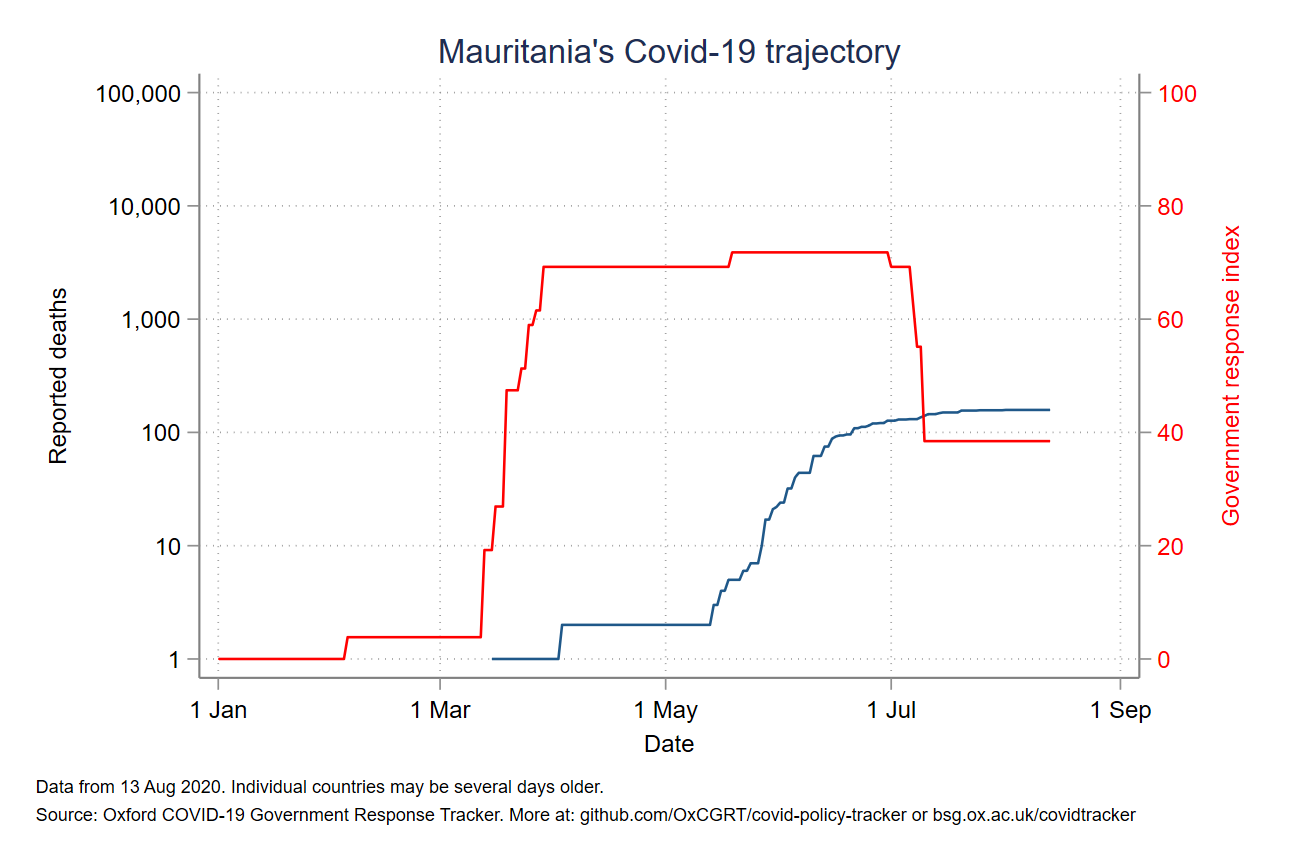 Mauritania's Covid-19 trajectory
100,000
10,000
1,000
100
10
1
Reported deaths
100
80
60
40
20
0
Government response index
1 Jan
1 Mar
1 May
1 Jul
1 Sep
Date
Data from 13 Aug 2020. Individual countries may be several days older.
Source: Oxford COVID-19 Government Response Tracker. More at: github.com/OxCGRT/covid-policy-tracker or bsg.ox.ac.uk/covidtracker